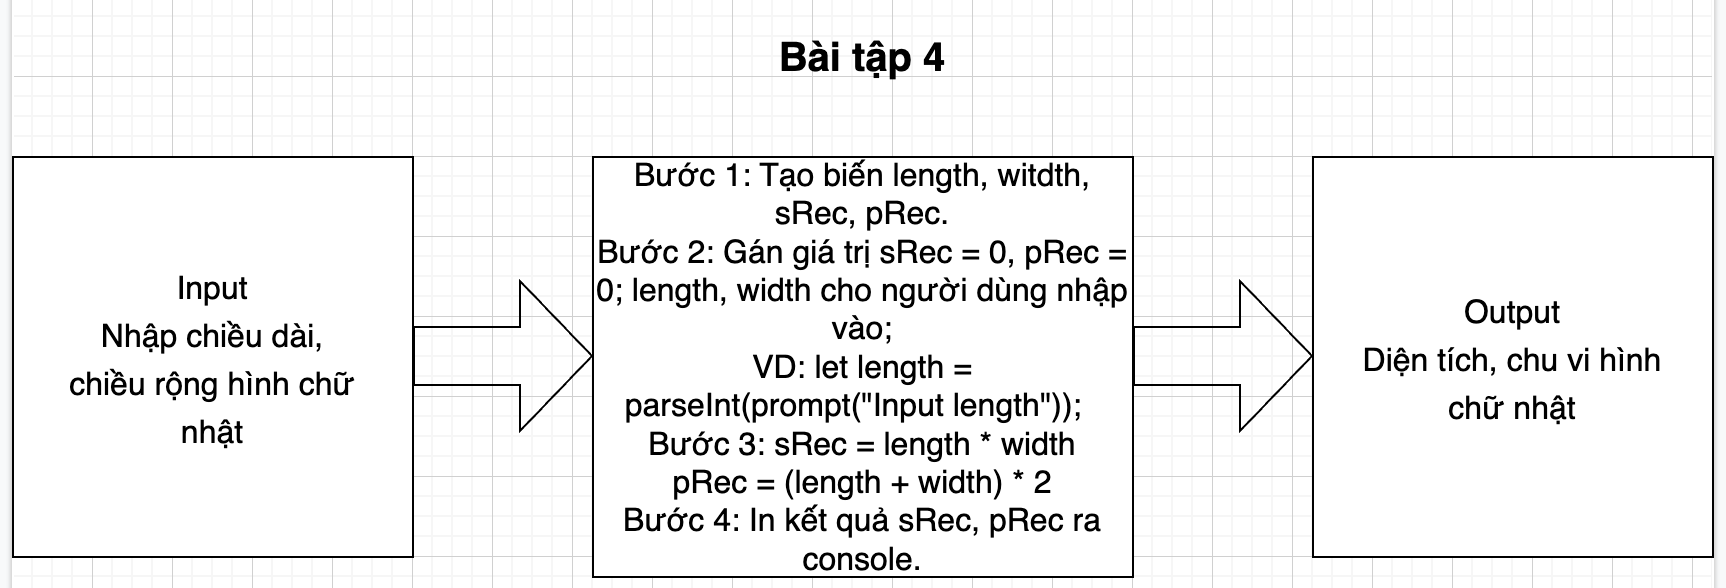 Bài tập 4
Input
Nhập chiều dài,
chiều rộng hình chữ
nhật
Bước 1: Tạo biến length, witdth,
sRec, pRec.
Bước 2: Gán giá trị sRec = 0, pRec =
0; length, width cho người dùng nhập
vào;
VD: let length =
parseInt(prompt("Input length"));
Bước 3: sRec = length * width
pRec = (length + width) * 2
Bước 4: In kết quả sRec, pRec ra
console.
Output
Diện tích, chu vi hình
chữ nhật